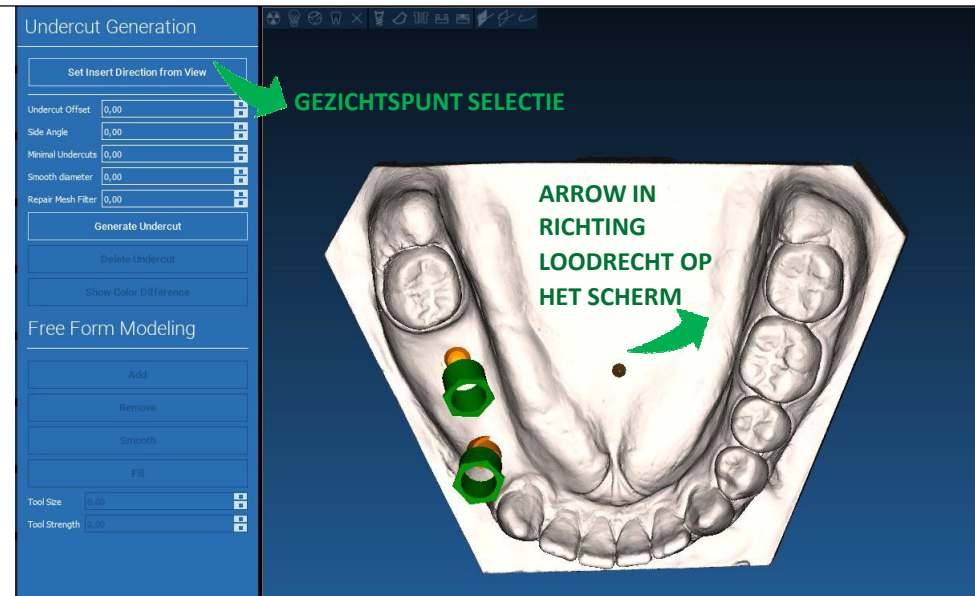 Undercut Generation
Set Insert Direction from View
GEZICHTSPUNT SELECTIE
Undercut Offset 0,00
Side Angle 0,00
Minimal Undercuts 0,00
Smooth diameter 0,00
Repair Mesh Filter 0,00
Generate Undercut
Delete Undercut
Show Color Difference
Free Form Modeling
Add
Remove
Smooth
Fill
Tool Size 0,00
Tool Strength 0,00
ARROW IN
RICHTING
LOODRECHT OP
HET SCHERM